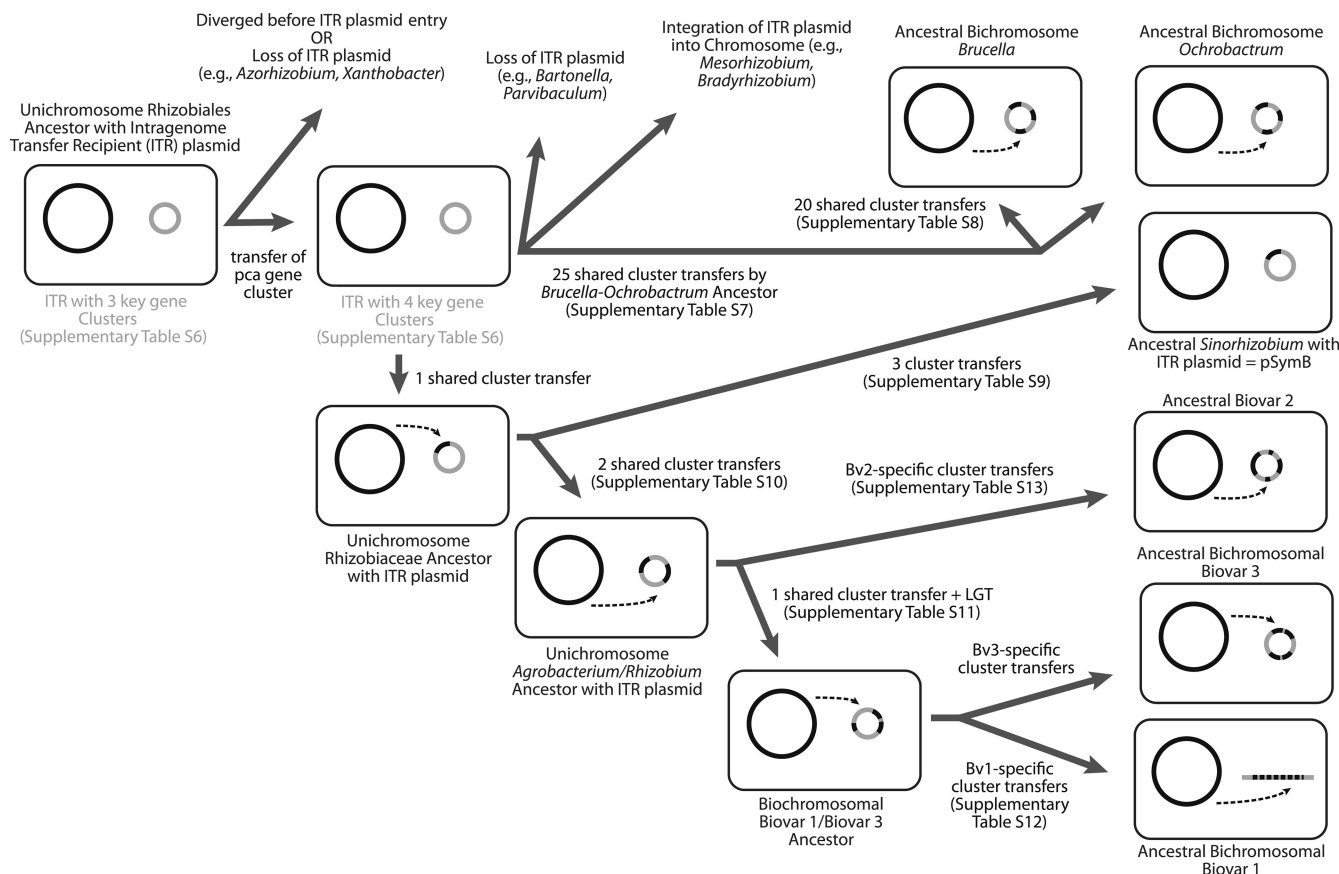 Diverged before ITR plasmid entry
OR
Loss of ITR plasmid
(e.g., Azorhizobium, Xanthobacter)
Loss of ITR plasmid
(e.g., Bartonella,
Parvibaculum)
Integration of ITR plasmid
into Chromosome (e.g.,
Mesorhizobium,
Bradyrhizobium)
Ancestral Bichromosome
Brucella
Ancestral Bichromosome
Ochrobactrum
Unichromosome Rhizobiales
Ancestor with Intragenome
Transfer Recipient (ITR) plasmid
transfer of
pca gene
cluster
ITR with 3 key gene
Clusters
(Supplementary Table S6)
ITR with 4 key gene
Clusters
(Supplementary Table S6)
20 shared cluster transfers
(Supplementary Table S8)
25 shared cluster transfers by
Brucella-Ochrobactrum Ancestor
(Supplementary Table S7)
Ancestral Sinorhizobium with
ITR plasmid = pSymB
1 shared cluster transfer
3 cluster transfers
(Supplementary Table S9)
Unichromosome
Rhizobiaceae Ancestor
with ITR plasmid
2 shared cluster transfers
(Supplementary Table S10)
Bv2-specific cluster transfers
(Supplementary Table S13)
Ancestral Biovar 2
Unichromosome
Agrobacterium/Rhizobium
Ancestor with ITR plasmid
1 shared cluster transfer + LGT
(Supplementary Table S11)
Ancestral Bichromosomal
Biovar 3
Bv3-specific
cluster transfers
Biochromosomal
Biovar 1/Biovar 3
Ancestor
Bv1-specific
cluster transfers
(Supplementary
Table S12)
Ancestral Bichromosomal
Biovar 1